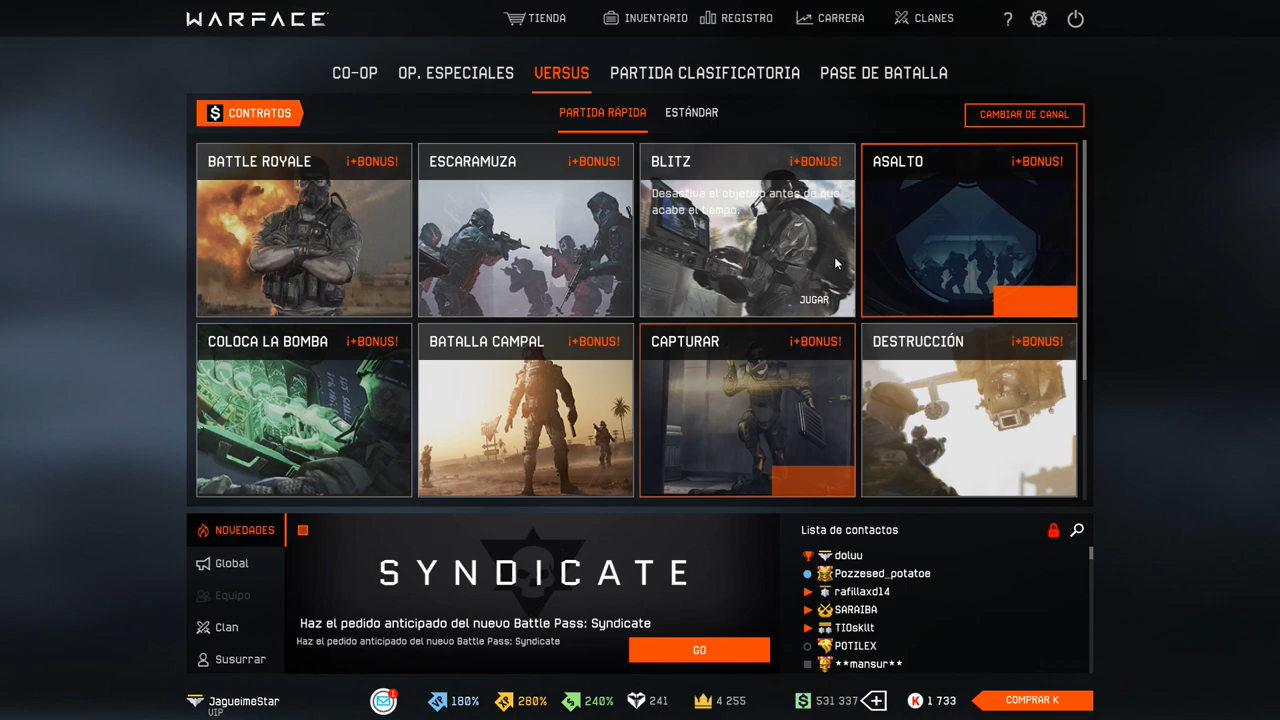 WARFACE
TIENDA
INVENTARIO
REGISTRO
CARRERA
CLANES
?
CO-OP
OP. ESPECIALES
VERSUS
PARTIDA CLASIFICATORIA
PASE DE BATALLA
$ CONTRATOS
PARTIDA RÁPIDA
ESTÁNDAR
CAMBIAR DE CANAL
BATTLE ROYALE ¡+BONUS!
ESCARAMUZA ¡+BONUS!
BLITZ ¡+BONUS!
Desactiva el objetivo antes de que
acabe el tiempo.
JUGAR
ASALTO ¡+BONUS!
COLOCA LA BOMBA ¡+BONUS!
BATALLA CAMPAL ¡+BONUS!
CAPTURAR ¡+BONUS!
DESTRUCCIÓN ¡+BONUS!
NOVEDADES
Global
Equipo
Clan
Susurrar
SYNDICATE
Haz el pedido anticipado del nuevo Battle Pass: Syndicate
Haz el pedido anticipado del nuevo Battle Pass: Syndicate
GO
Lista de contactos
doluu
Pozzesed_potatoe
rafillaxd14
SARAIBA
TIOskllt
POTILEX
**mansur**
JagueimeStar
VIP
1
180%
280%
240%
241
4 255
$ 531 337
K 1 733
COMPRAR K